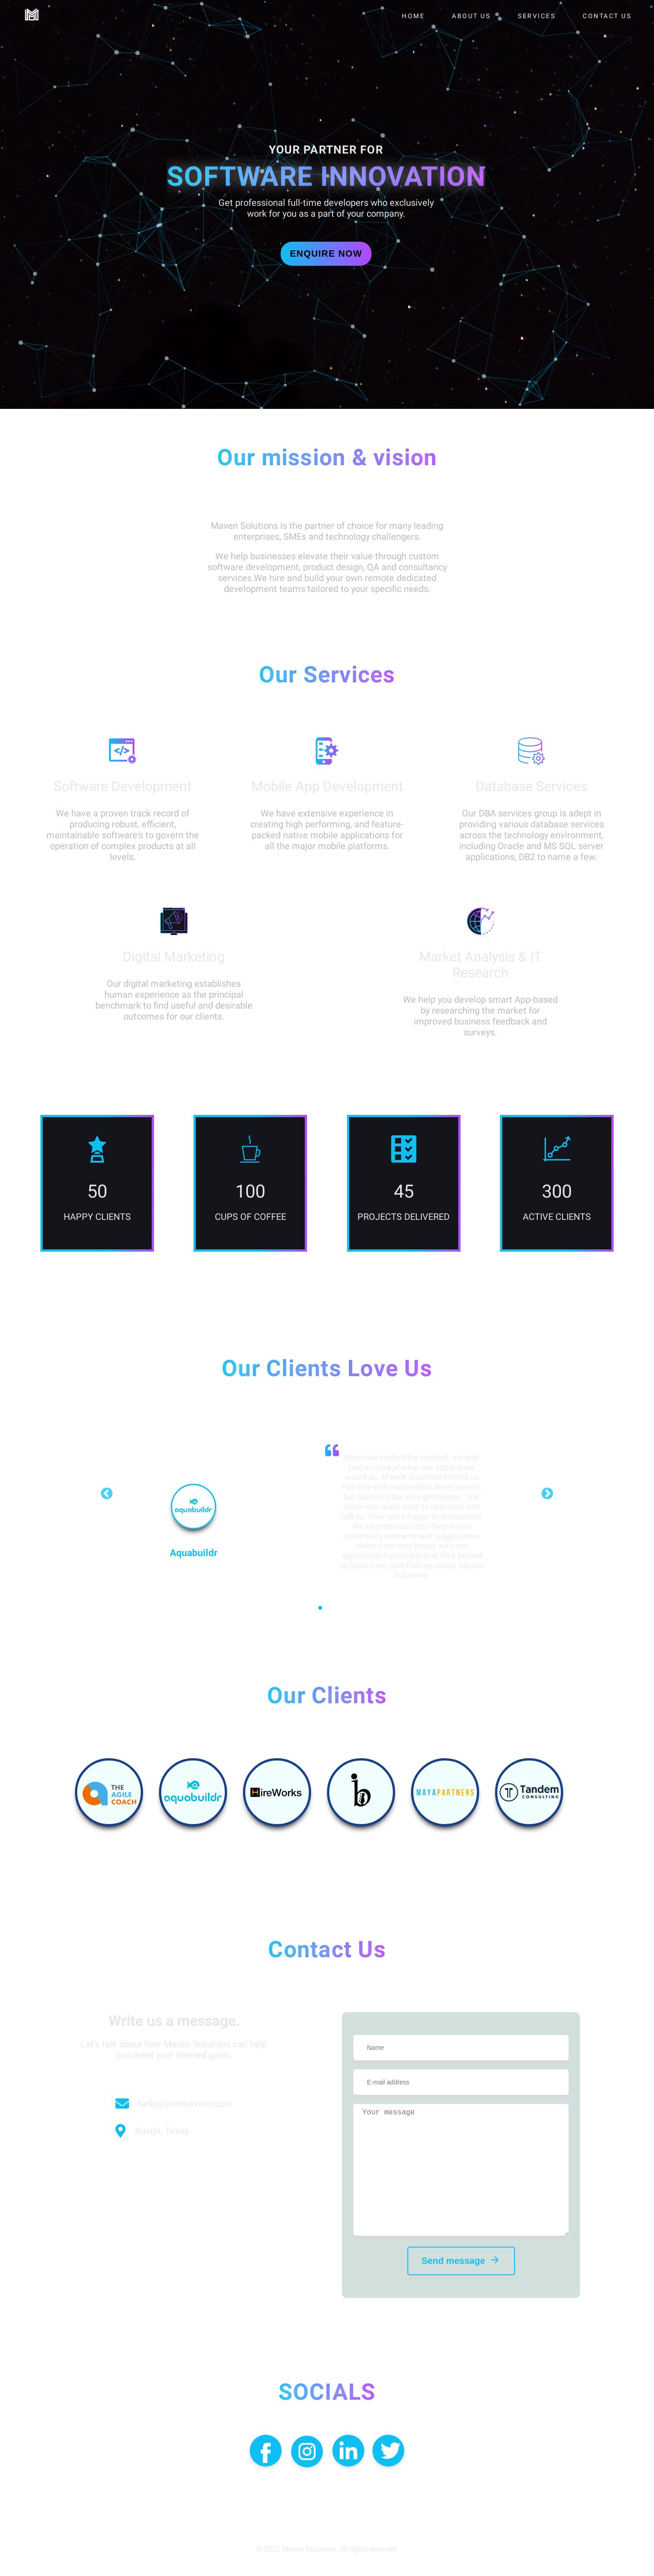 HOME ABOUT US SERVICES CONTACT US
YOUR PARTNER FOR
SOFTWARE INNOVATION
Get professional full-time developers who exclusively
work for you as a part of your company.
ENQUIRE NOW
Our mission & vision
Maven Solutions is the partner of choice for many leading
enterprises, SMEs and technology challengers.
We help businesses elevate their value through custom
software development, product design, QA and consultancy
services.We hire and build your own remote dedicated
development teams tailored to your specific needs.
Our Services
Software Development
We have a proven track record of
producing robust, efficient,
maintainable software's to govern the
operation of complex products at all
levels.
Mobile App Development
We have extensive experience in
creating high performing, and feature-
packed native mobile applications for
all the major mobile platforms.
Database Services
Our DBA services group is adept in
providing various database services
across the technology environment,
including Oracle and MS SQL server
applications, DB2 to name a few.
Digital Marketing
Our digital marketing establishes
human experience as the principal
benchmark to find useful and desirable
outcomes for our clients.
Market Analysis & IT
Research
We help you develop smart App-based
by researching the market for
improved business feedback and
surveys.
50
HAPPY CLIENTS
100
CUPS OF COFFEE
45
PROJECTS DELIVERED
300
ACTIVE CLIENTS
Our Clients Love Us
aquabuildr
Aquabuildr
When we started the product, we only
had an idea of what the application
would do. Maven Solutions helped us
not only with our product development
but also with the idea generation. The
team was really easy to approach and
talk to. They were happy to incorporate
the changes and also they would
proactively research and suggest new
ideas. I am very happy with our
application Aquabuildr that they helped
us build. I am glad that we chose Maven
Solutions.
Our Clients
THE
AGILE
COACH
aquabuildr
HireWorks
b
MAYAPARTNERS
Tandem
CONSULTING
Contact Us
Write us a message.
Let's talk about how Maven Solutions can help
you meet your desired goals.
hello@joinmavens.com
Austin, Texas
Name
E-mail address
Your message
Send message
SOCIALS
© 2022 Maven Solutions. All rights reserved.